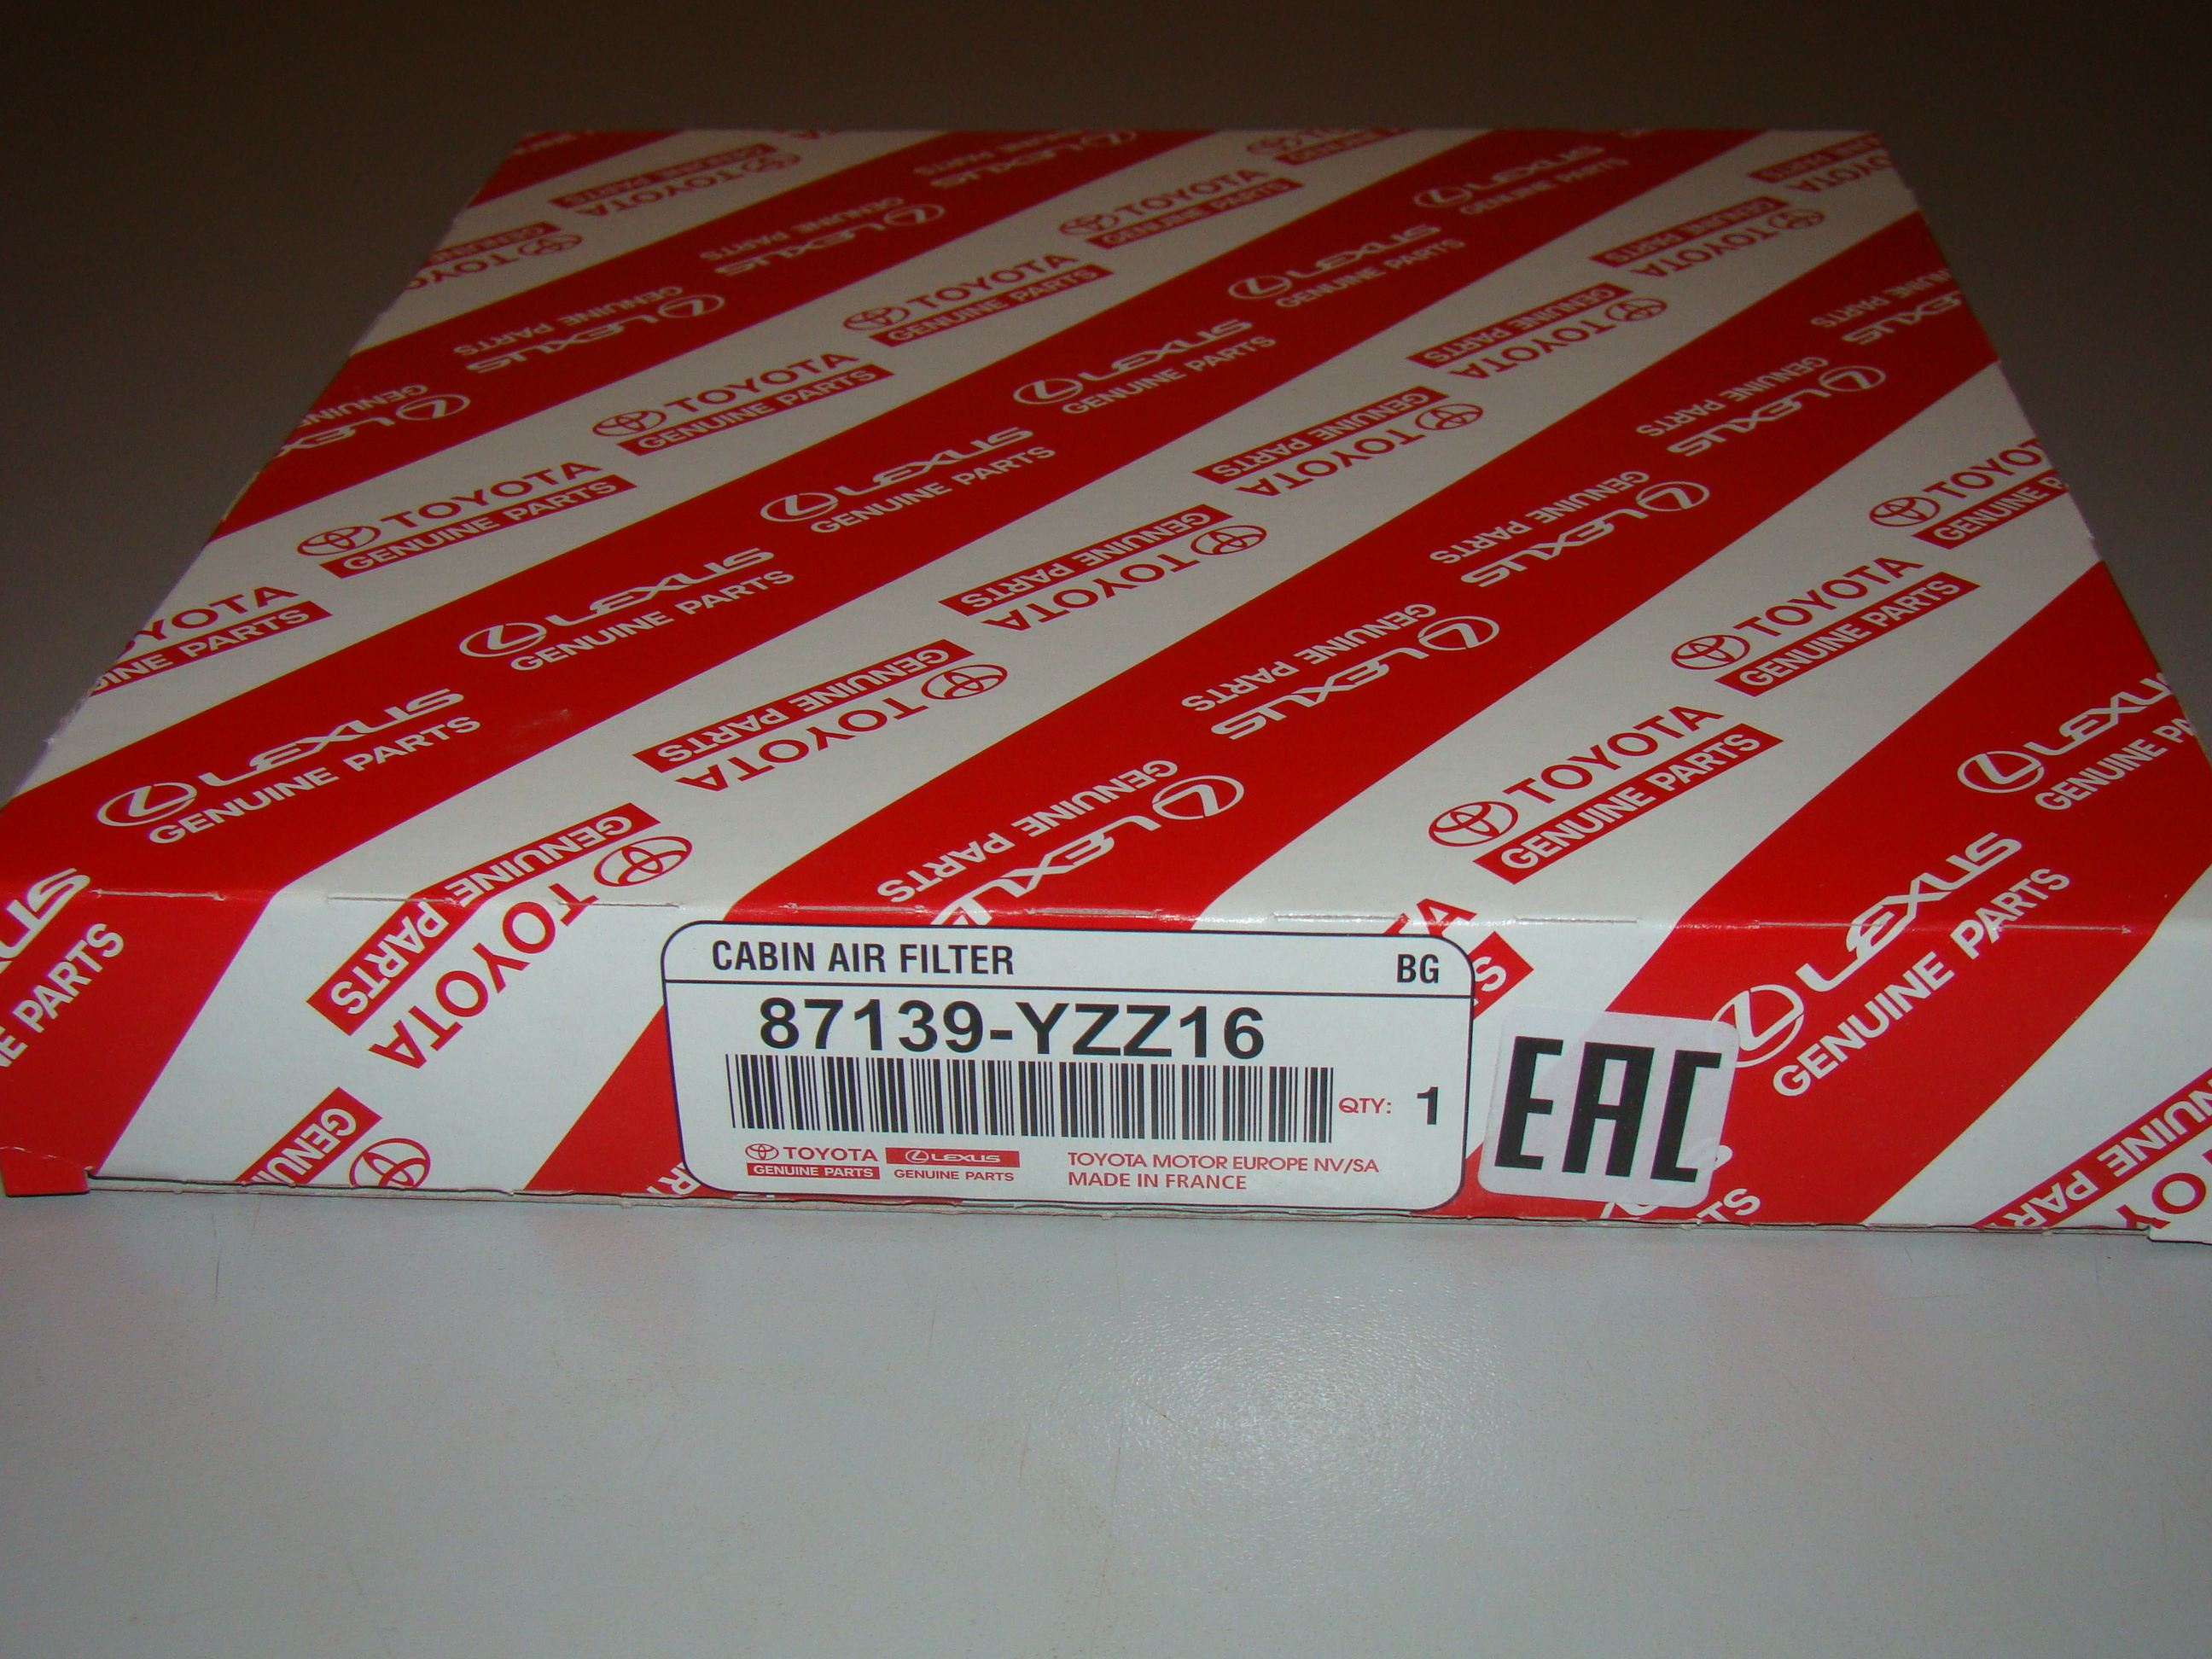 TOYOTA
GENUINE PARTS
LEXUS
GENUINE PARTS
CABIN AIR FILTER
BG
87139-YZZ16
QTY: 1
TOYOTA
GENUINE PARTS
LEXUS
GENUINE PARTS
TOYOTA MOTOR EUROPE NV/SA
MADE IN FRANCE
EAC